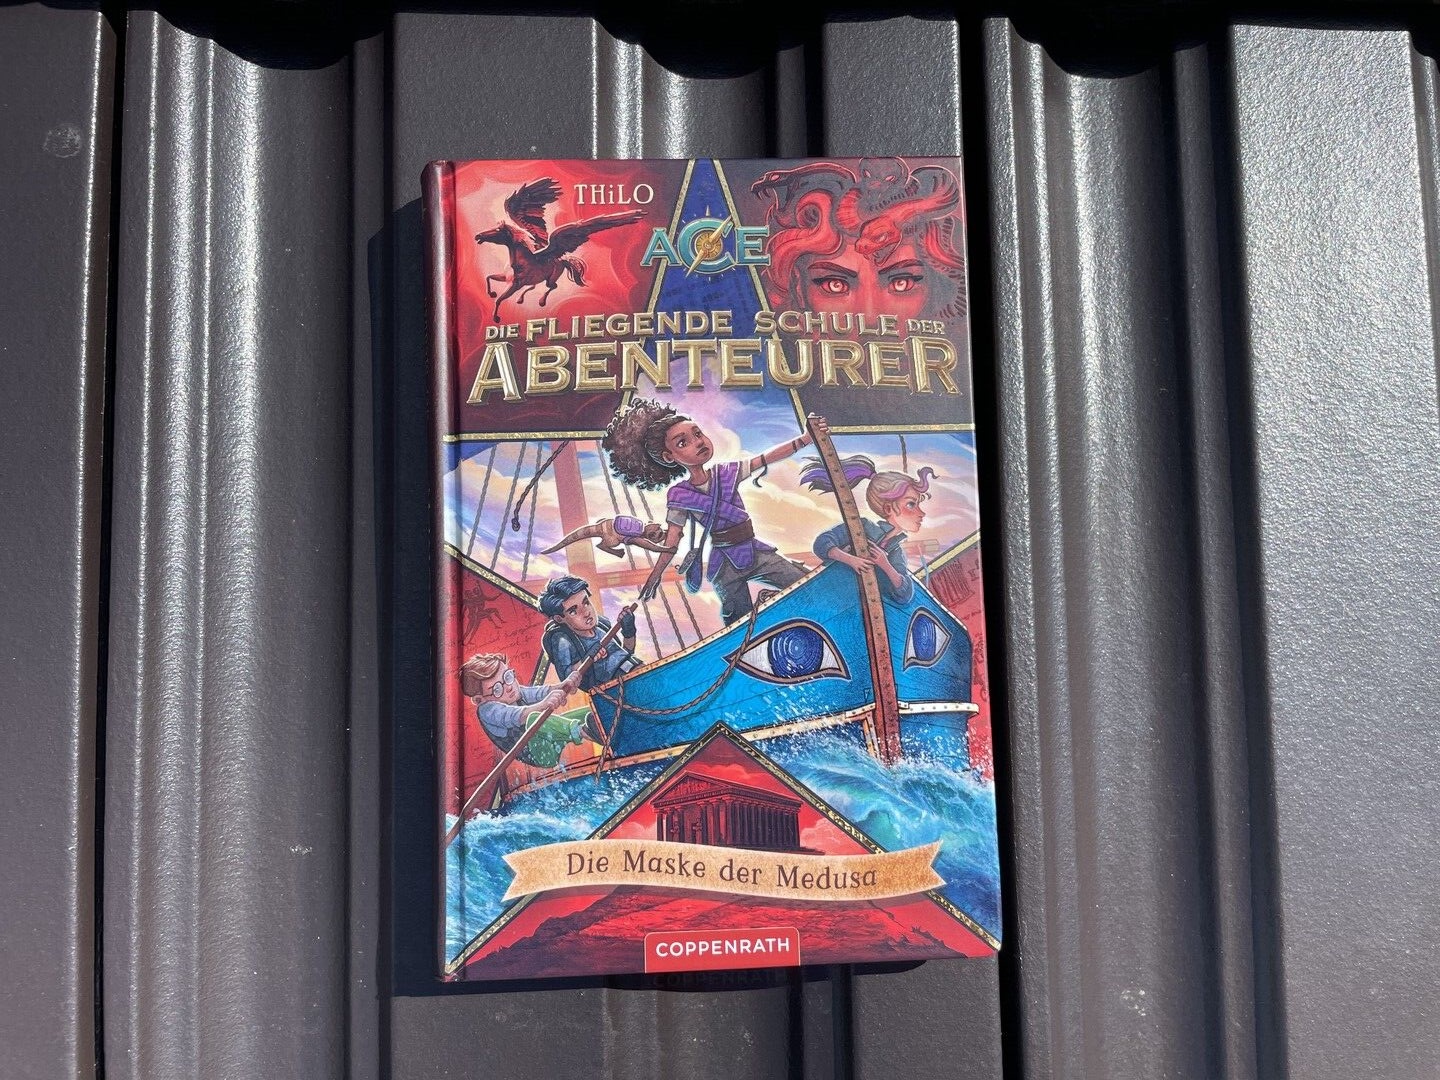 THiLO
ACE
DIE FLIEGENDE SCHULE DER
ABENTEURER
Die Maske der Medusa
COPPENRATH